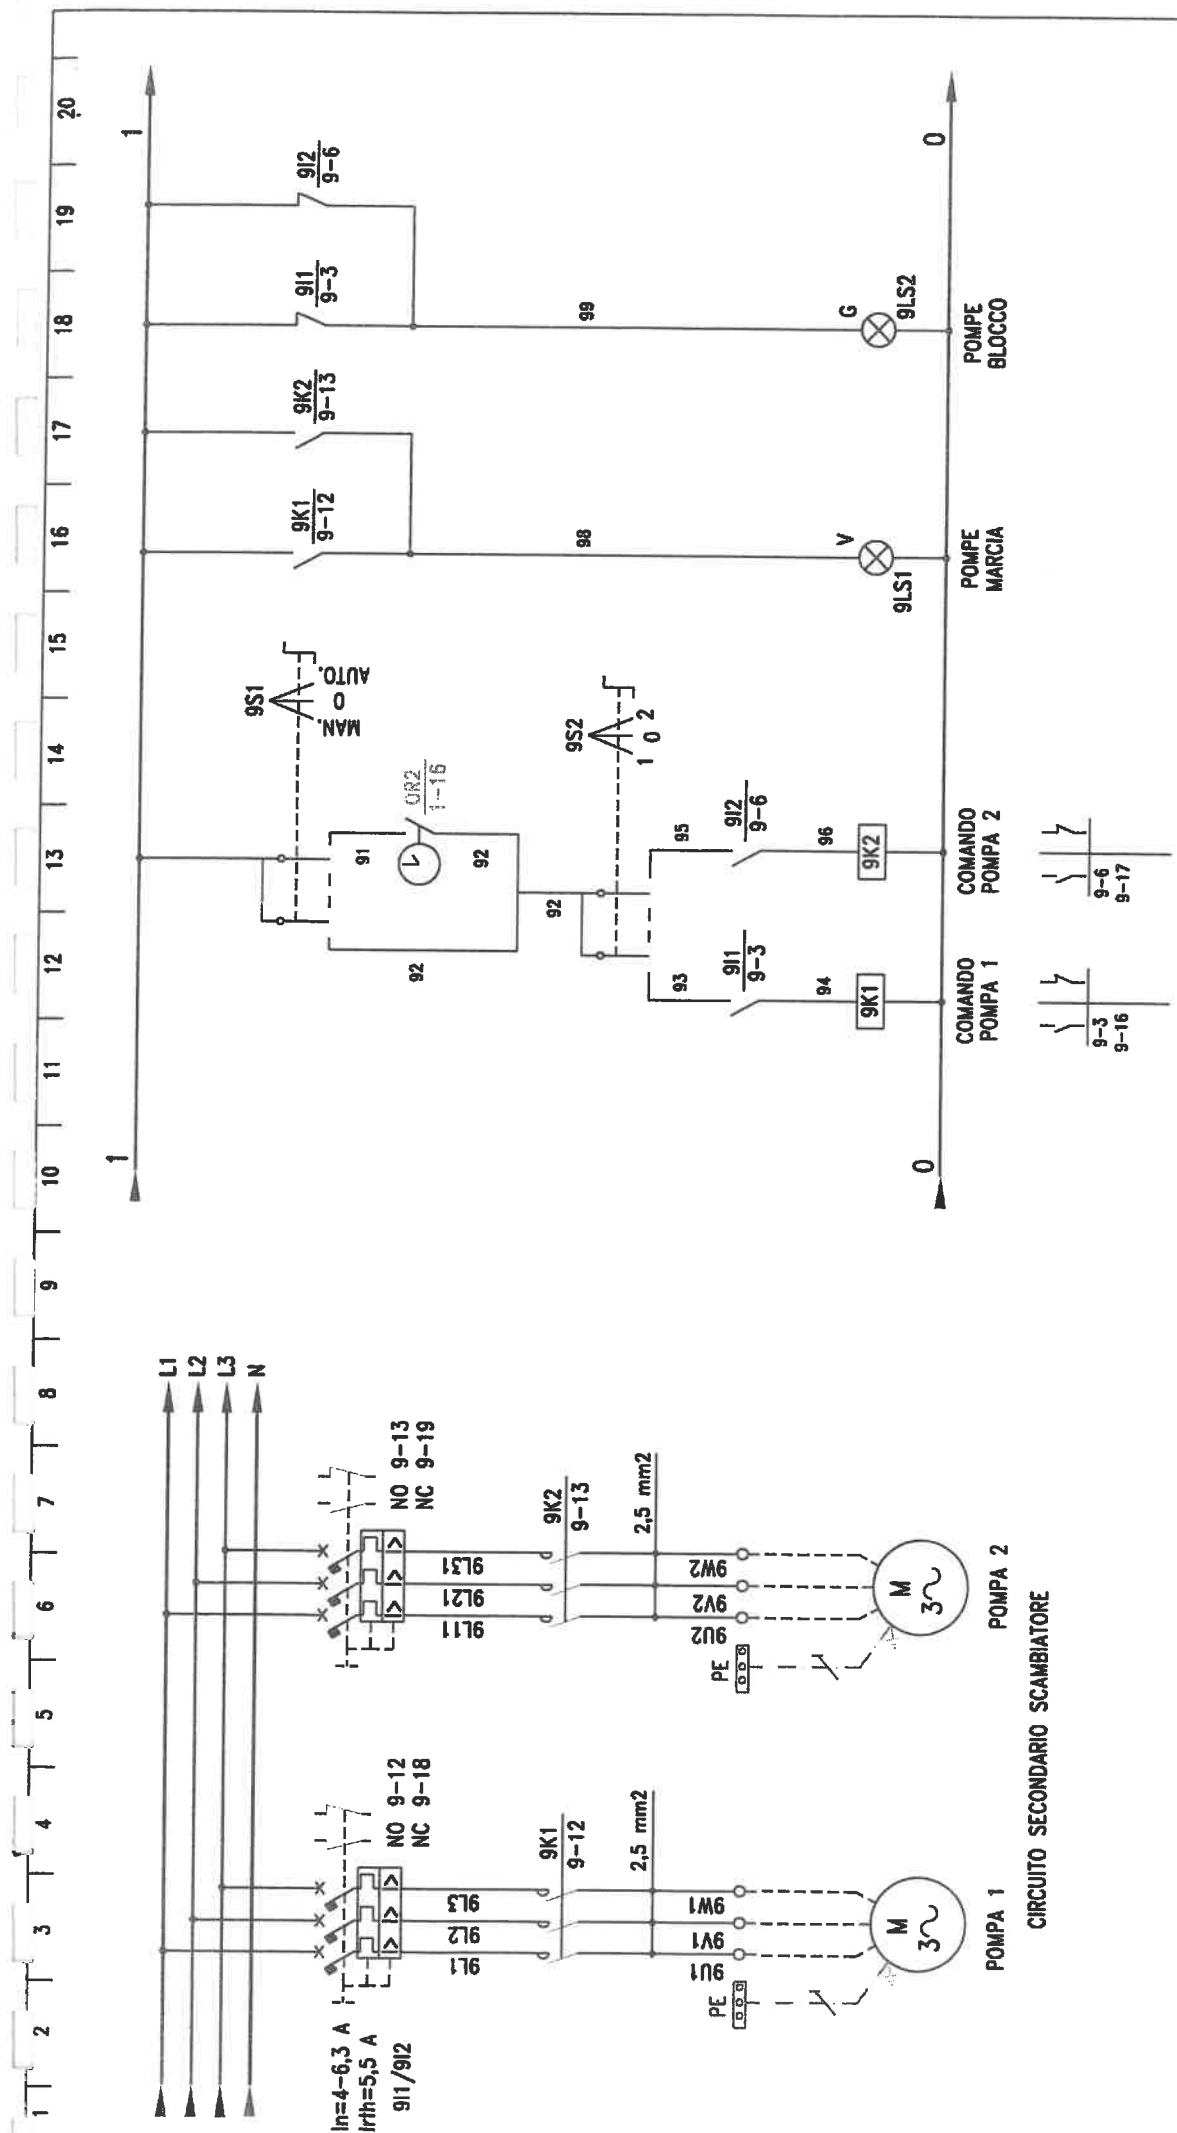 1 2 3 4 5 6 7 8 9 10 11 12 13 14 15 16 17 18 19 20
L1
L2
L3
N
In=4-6,3 A
Irth=5,5 A
9I1/9I2
NO 9-12
NC 9-18
9L1 9L2 9L3
9K1
9-12
2,5 mm2
9U1 9V1 9W1
PE
M
3
POMPA 1
NO 9-13
NC 9-19
9L11 9L21 9L31
9K2
9-13
2,5 mm2
9U2 9V2 9W2
PE
M
3
POMPA 2
CIRCUITO SECONDARIO SCAMBIATORE
1
1
9S1
MAN. 0 AUTO.
OR2
1-16
91
92
92
92
9S2
1 0 2
93
9I1
9-3
94
9K1
95
9I2
9-6
96
9K2
9K1
9-12
9K2
9-13
98
V
9LS1
9I1
9-3
9I2
9-6
99
G
9LS2
0
0
COMANDO
POMPA 1
COMANDO
POMPA 2
POMPE
MARCIA
POMPE
BLOCCO
9-3
9-16
9-6
9-17